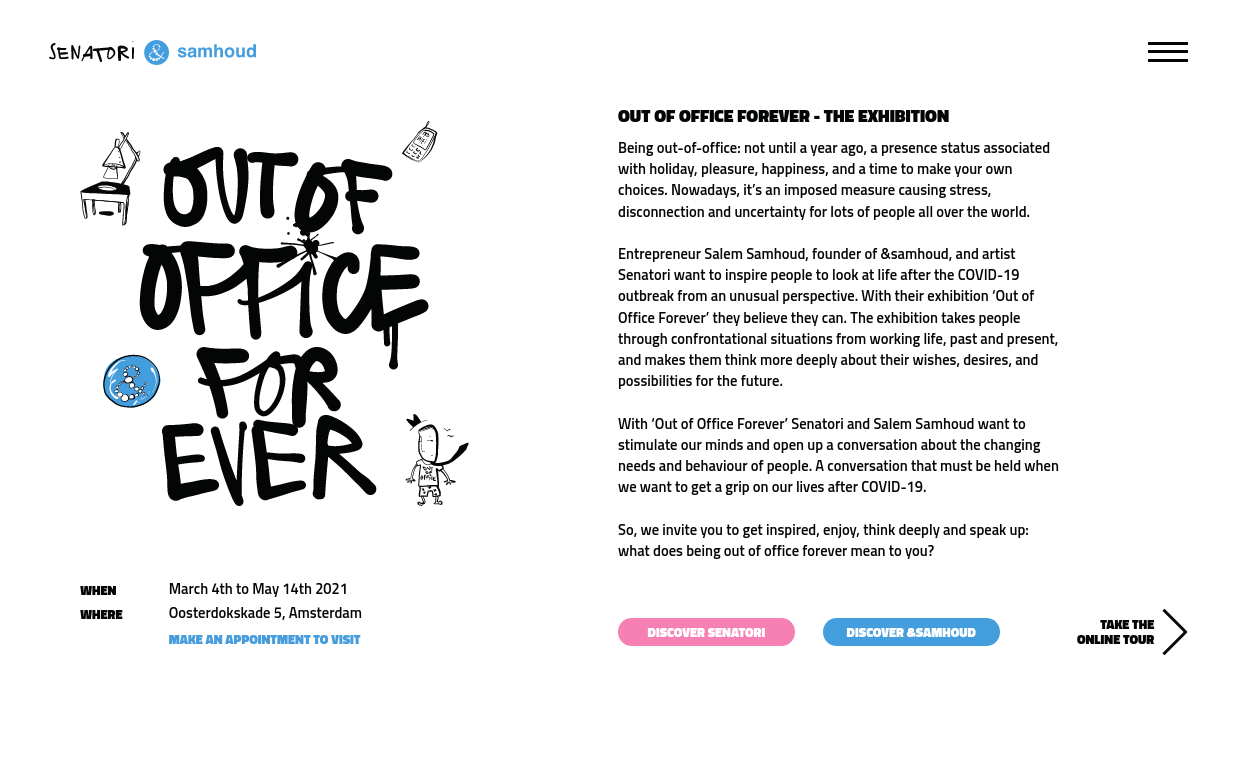 SENATORI & samhoud
OUT OF
OFFICE
FOR
EVER
OUT
OF
OFFICE
WHEN March 4th to May 14th 2021
WHERE Oosterdokskade 5, Amsterdam
MAKE AN APPOINTMENT TO VISIT
OUT OF OFFICE FOREVER - THE EXHIBITION
Being out-of-office: not until a year ago, a presence status associated
with holiday, pleasure, happiness, and a time to make your own
choices. Nowadays, it’s an imposed measure causing stress,
disconnection and uncertainty for lots of people all over the world.
Entrepreneur Salem Samhoud, founder of &samhoud, and artist
Senatori want to inspire people to look at life after the COVID-19
outbreak from an unusual perspective. With their exhibition ‘Out of
Office Forever’ they believe they can. The exhibition takes people
through confrontational situations from working life, past and present,
and makes them think more deeply about their wishes, desires, and
possibilities for the future.
With ‘Out of Office Forever’ Senatori and Salem Samhoud want to
stimulate our minds and open up a conversation about the changing
needs and behaviour of people. A conversation that must be held when
we want to get a grip on our lives after COVID-19.
So, we invite you to get inspired, enjoy, think deeply and speak up:
what does being out of office forever mean to you?
DISCOVER SENATORI
DISCOVER &SAMHOUD
TAKE THE
ONLINE TOUR